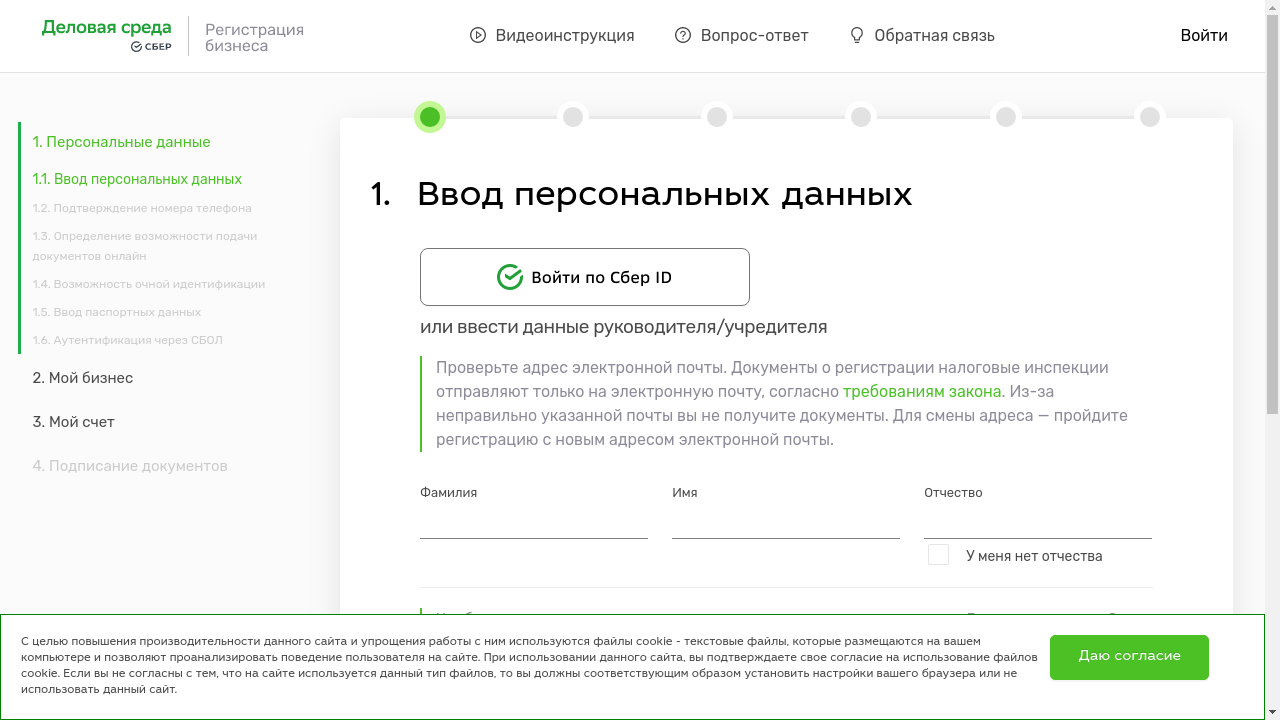 Деловая среда
СБЕР
Регистрация
бизнеса
Видеоинструкция
Вопрос-ответ
Обратная связь
Войти
1. Персональные данные
1.1. Ввод персональных данных
1.2. Подтверждение номера телефона
1.3. Определение возможности подачи
документов онлайн
1.4. Возможность очной идентификации
1.5. Ввод паспортных данных
1.6. Аутентификация через СБОЛ
2. Мой бизнес
3. Мой счет
4. Подписание документов
1. Ввод персональных данных
Войти по Сбер ID
или ввести данные руководителя/учредителя
Проверьте адрес электронной почты. Документы о регистрации налоговые инспекции
отправляют только на электронную почту, согласно требованиям закона. Из-за
неправильно указанной почты вы не получите документы. Для смены адреса — пройдите
регистрацию с новым адресом электронной почты.
Фамилия
Имя
Отчество
У меня нет отчества
С целью повышения производительности данного сайта и упрощения работы с ним используются файлы cookie - текстовые файлы, которые размещаются на вашем
компьютере и позволяют проанализировать поведение пользователя на сайте. При использовании данного сайта, вы подтверждаете свое согласие на использование файлов
cookie. Если вы не согласны с тем, что на сайте используется данный тип файлов, то вы должны соответствующим образом установить настройки вашего браузера или не
использовать данный сайт.
Даю согласие